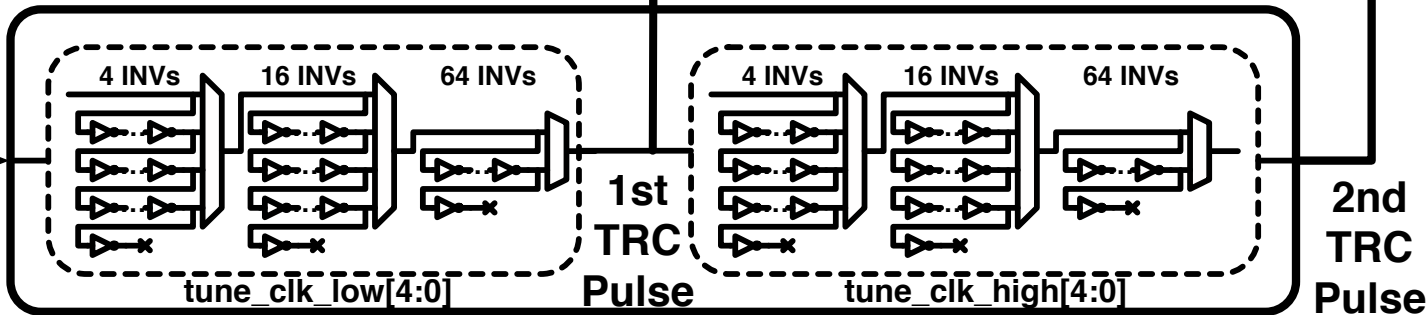 4 INVs 16 INVs 64 INVs
4 INVs 16 INVs 64 INVs
1st
TRC
Pulse
2nd
TRC
Pulse
tune_clk_low[4:0]
tune_clk_high[4:0]